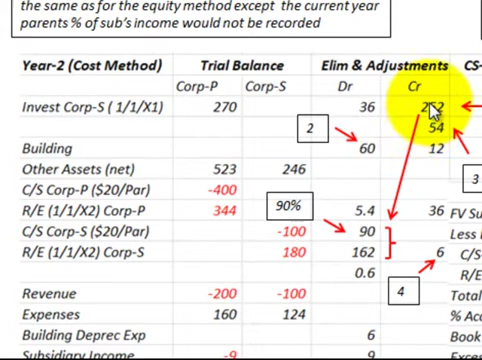 the same as for the equity method except the current year
parents % of sub's income would not be recorded
Year-2 (Cost Method) Trial Balance Elim & Adjustments CS-
Corp-P Corp-S Dr Cr
Invest Corp-S ( 1/1/X1) 270 36 252
2 54
Building 60 12
Other Assets (net) 523 246
3
C/S Corp-P ($20/Par) -400
R/E (1/1/X2) Corp-P 344 90% 5.4 36 FV Su
C/S Corp-S ($20/Par) -100 90 Less
R/E (1/1/X2) Corp-S 180 162 6 C/S
0.6 R/E
4
Revenue -200 -100 Total
Expenses 160 124 % Acq
Building Deprec Exp 6 Book
Subsidiary Income -9 9 Exces